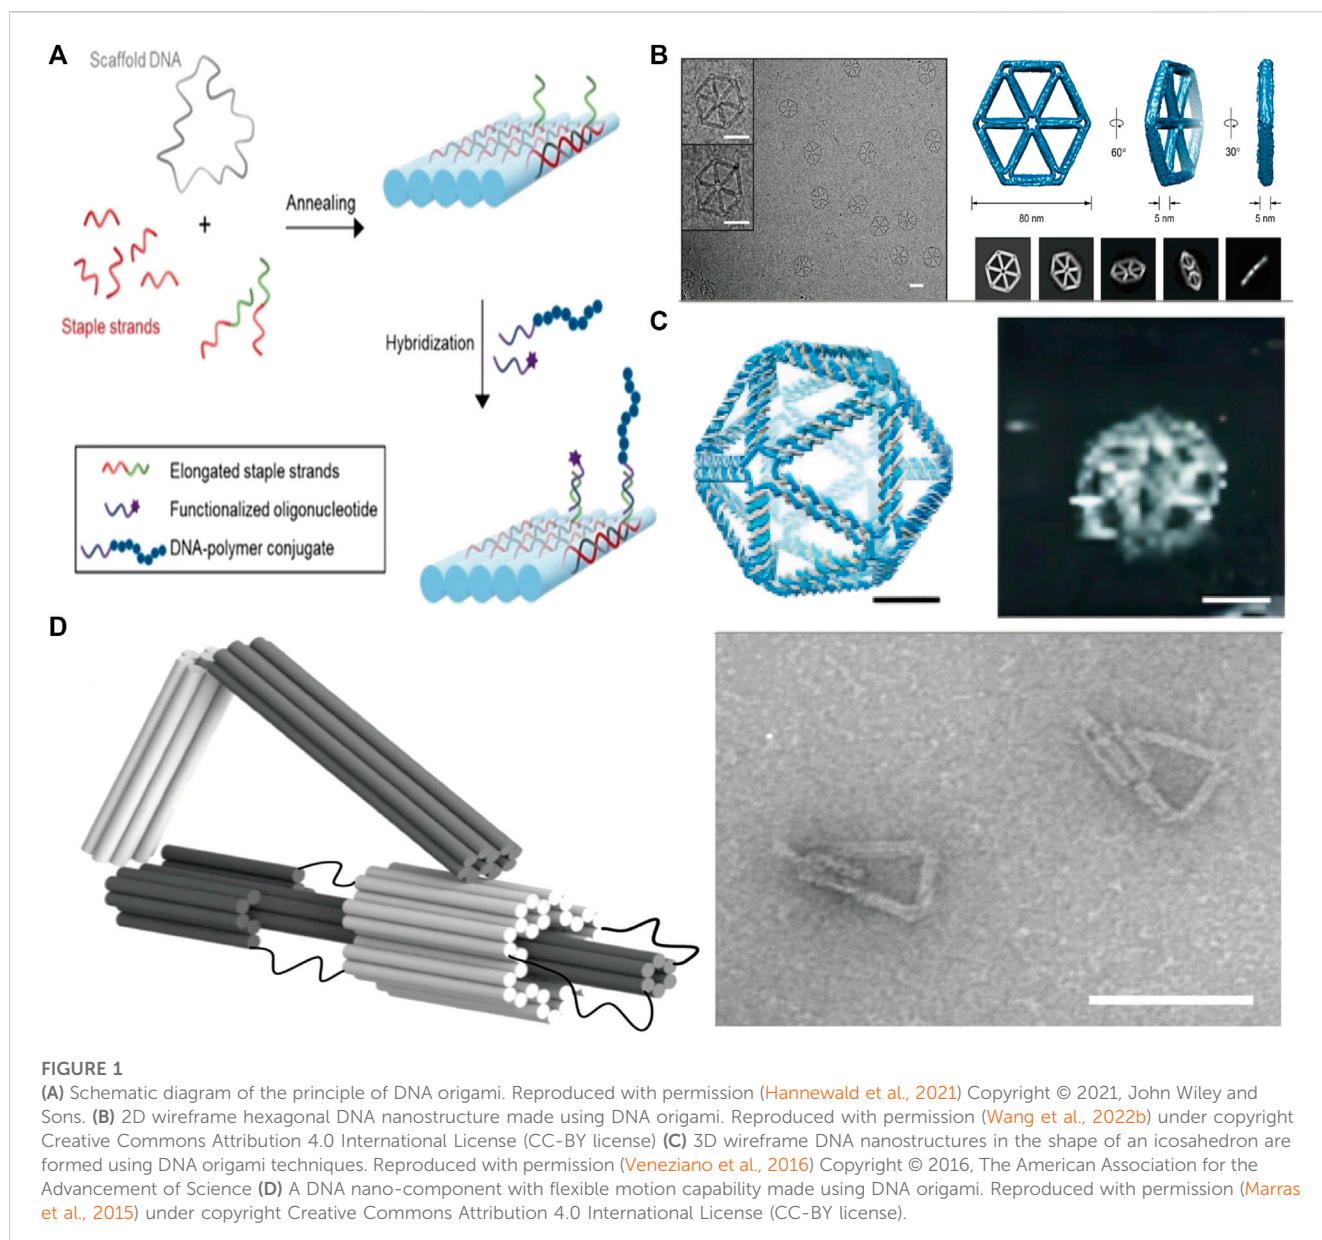 A
Scaffold DNA
+
Staple strands
Annealing
Hybridization
Elongated staple strands
Functionalized oligonucleotide
DNA-polymer conjugate
B
80 nm
60°
5 nm
30°
5 nm
C
D
FIGURE 1
(A) Schematic diagram of the principle of DNA origami. Reproduced with permission (Hannewald et al., 2021) Copyright © 2021, John Wiley and
Sons. (B) 2D wireframe hexagonal DNA nanostructure made using DNA origami. Reproduced with permission (Wang et al., 2022b) under copyright
Creative Commons Attribution 4.0 International License (CC-BY license) (C) 3D wireframe DNA nanostructures in the shape of an icosahedron are
formed using DNA origami techniques. Reproduced with permission (Veneziano et al., 2016) Copyright © 2016, The American Association for the
Advancement of Science (D) A DNA nano-component with flexible motion capability made using DNA origami. Reproduced with permission (Marras
et al., 2015) under copyright Creative Commons Attribution 4.0 International License (CC-BY license).